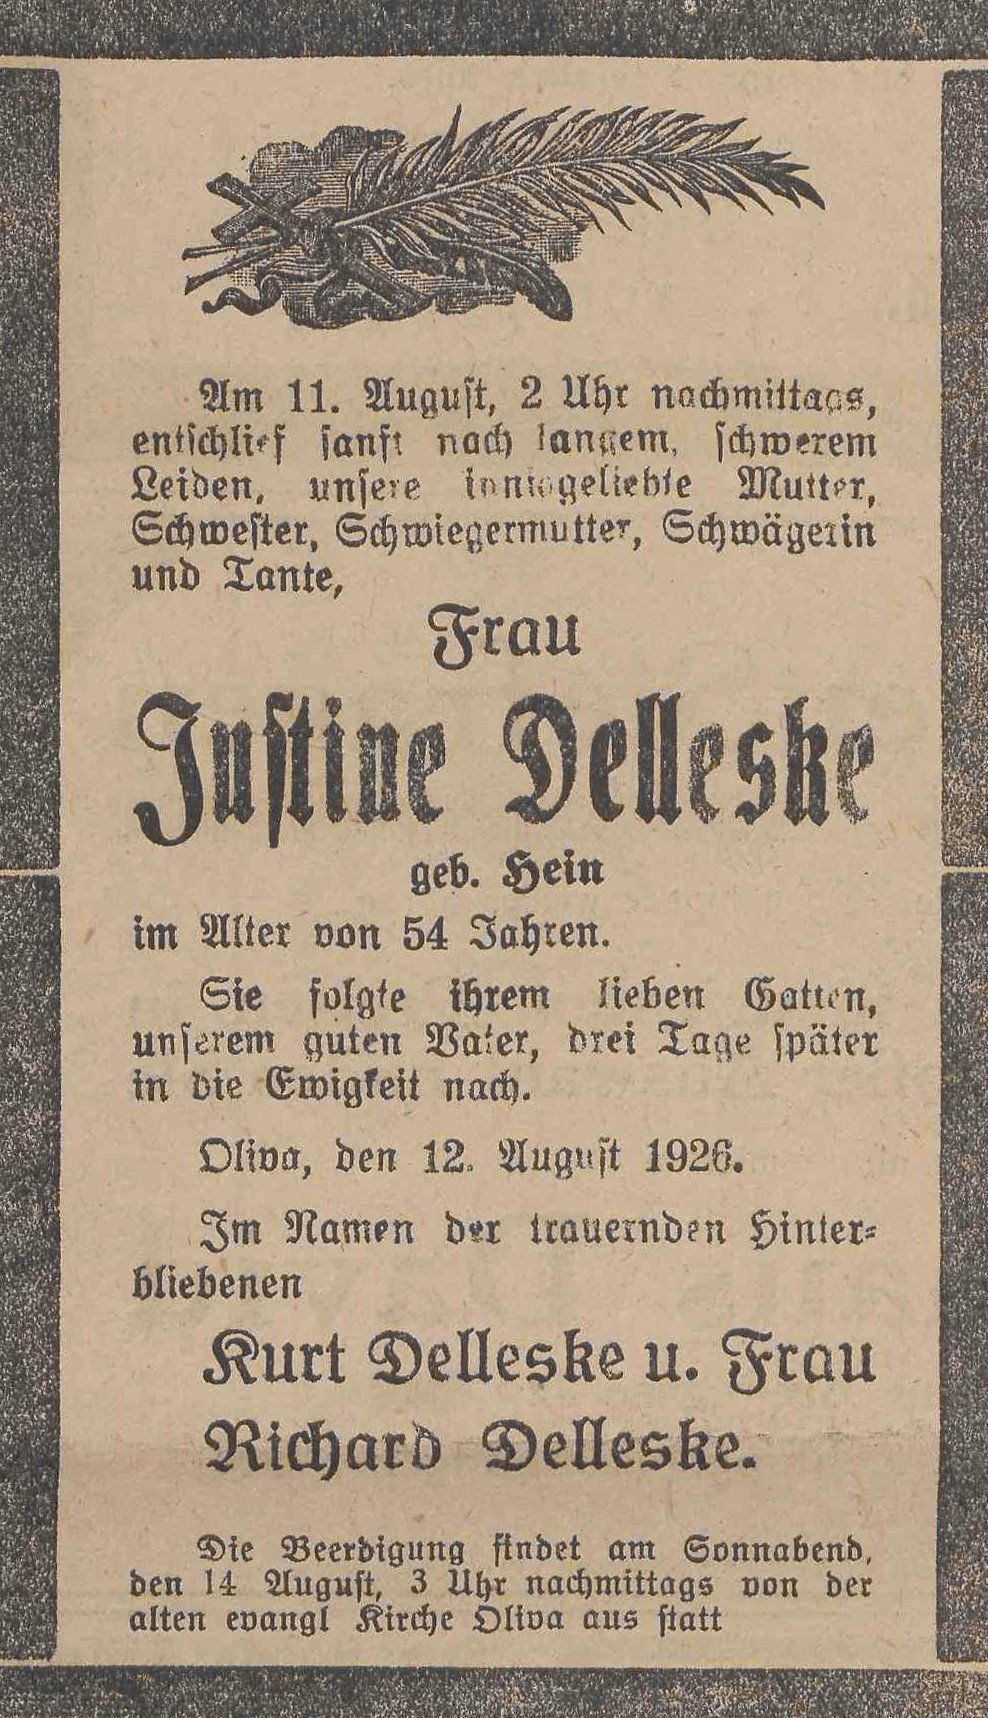 Am 11. August, 2 Uhr nachmittags,
entschlief sanft nach langem, schwerem
Leiden, unsere inniggeliebte Mutter,
Schwester, Schwiegermutter, Schwägerin
und Tante,
Frau
Justine Delleske
geb. Hein
im Alter von 54 Jahren.
Sie folgte ihrem lieben Gatten,
unserem guten Vater, drei Tage später
in die Ewigkeit nach.
Oliva, den 12. August 1926.
Im Namen der trauernden Hinter-
bliebenen
Kurt Delleske u. Frau
Richard Delleske.
Die Beerdigung findet am Sonnabend,
den 14 August, 3 Uhr nachmittags von der
alten evangl Kirche Oliva aus statt